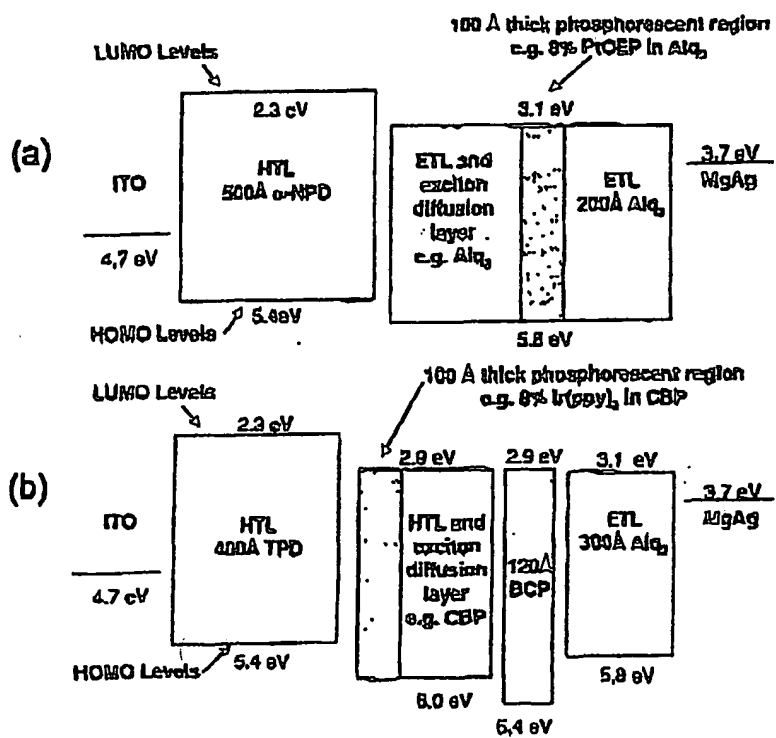 100 Å thick phosphorescent region
e.g. 8% PtOEP in Alq3
LUMO Levels
(a)
2.3 eV
3.1 eV
ITO
HTL
500Å α-NPD
ETL and
exciton
diffusion
layer
e.g. Alq3
ETL
200Å Alq3
3.7 eV
MgAg
4.7 eV
HOMO Levels
5.4eV
5.8 eV
100 Å thick phosphorescent region
e.g. 8% Ir(ppy)3 in CBP
LUMO Levels
(b)
2.3 eV
2.9 eV
2.9 eV
3.1 eV
ITO
HTL
400Å TPD
HTL and
exciton
diffusion
layer
e.g. CBP
120Å
BCP
ETL
300Å Alq3
3.7 eV
MgAg
4.7 eV
HOMO Levels
5.4 eV
6.0 eV
6,4 eV
5,8 eV